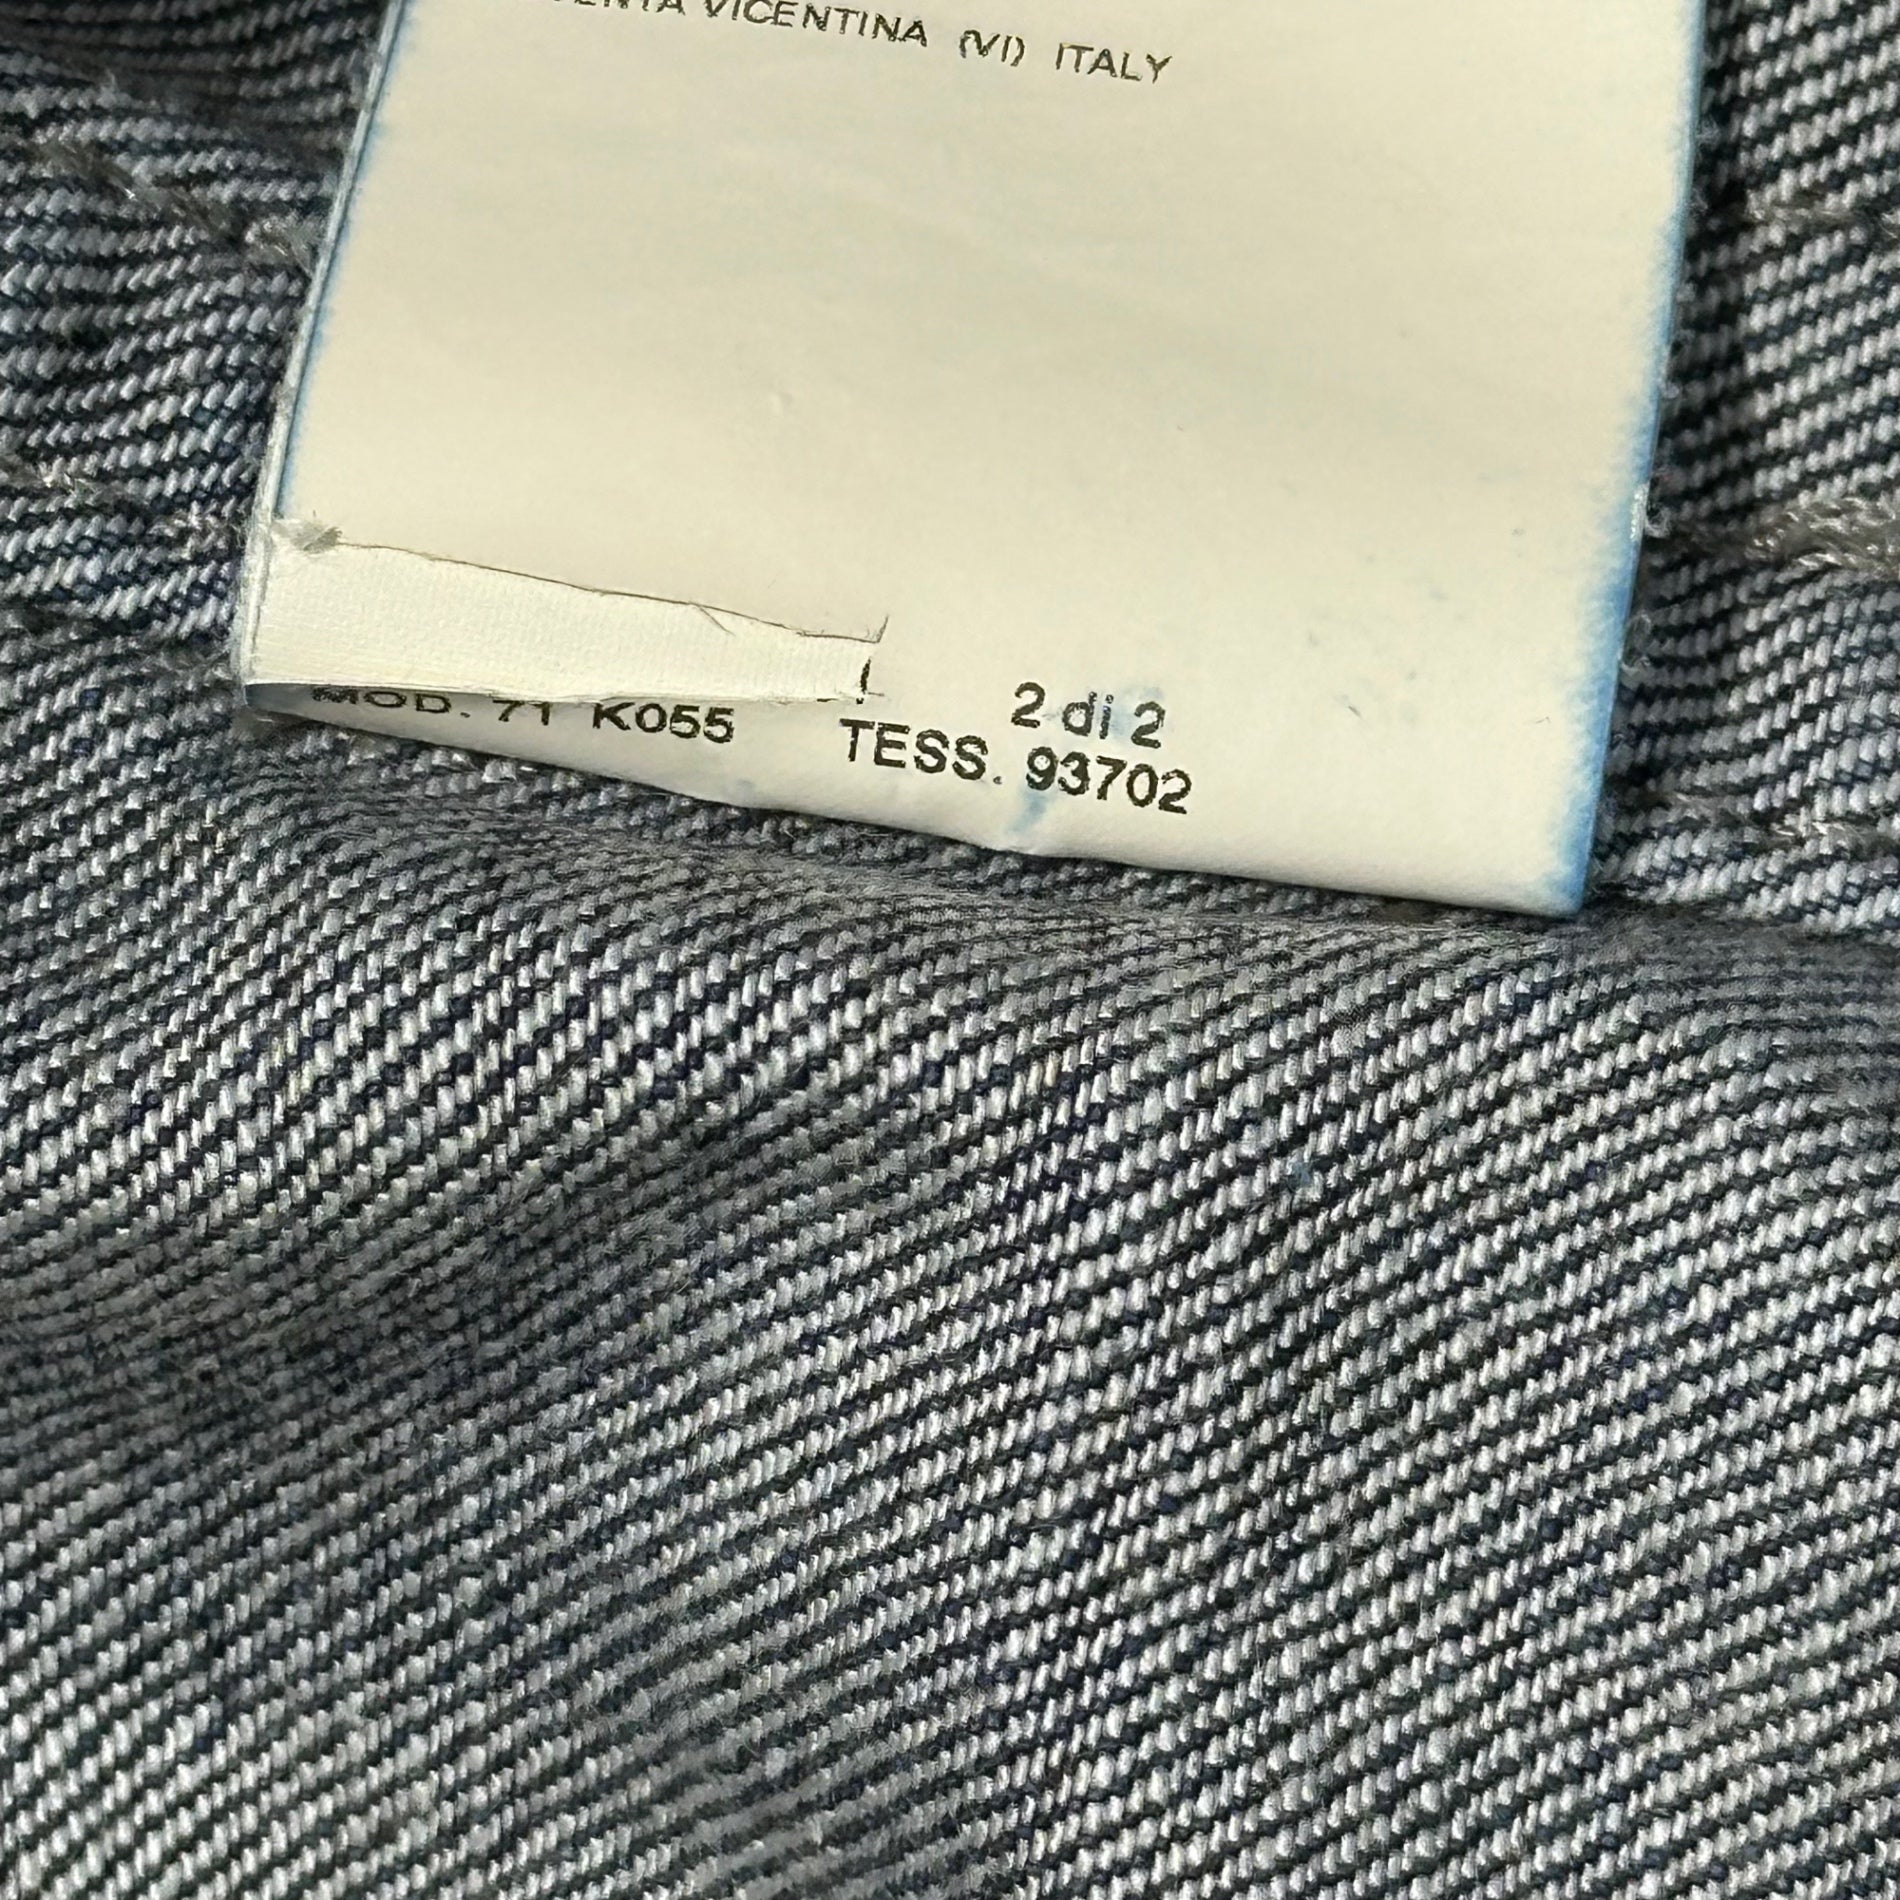 VICENTINA (VI) ITALY
2 di 2
MOD. 71 K055 TESS. 93702